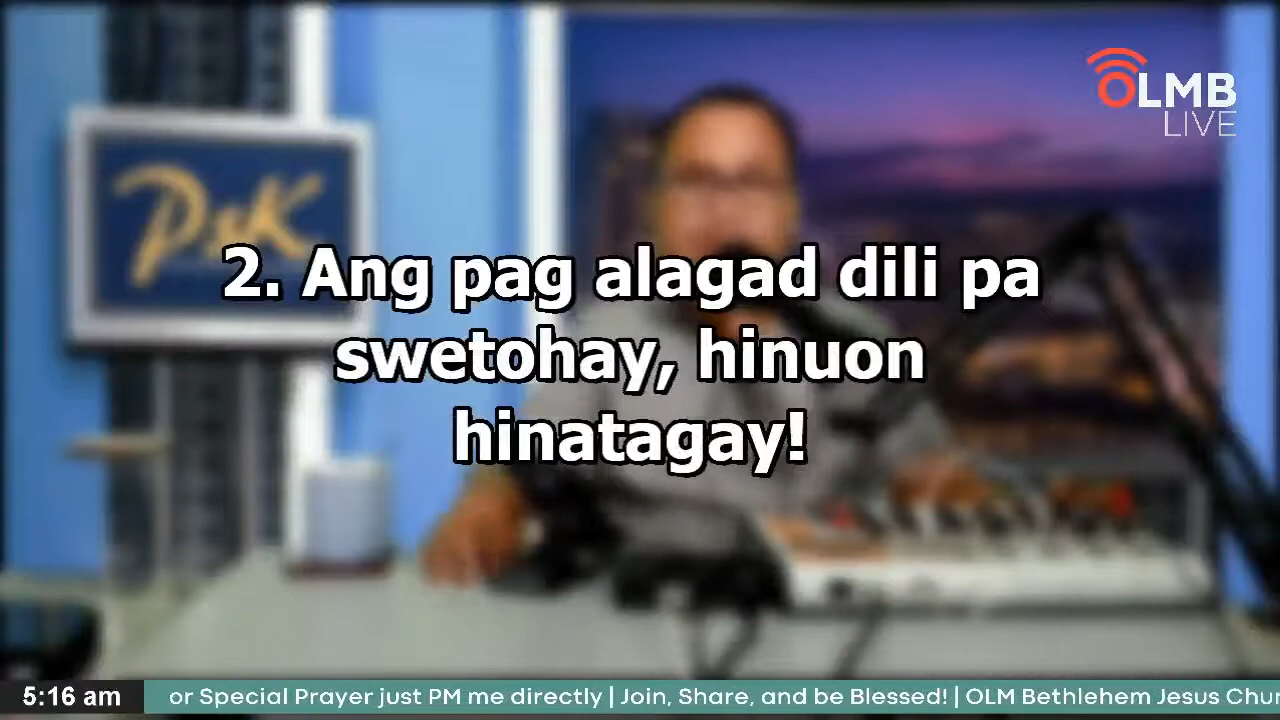 OLMB
LIVE
PsK
2. Ang pag alagad dili pa
swetohay, hinuon
hinatagay!
5:16 am
or Special Prayer just PM me directly | Join, Share, and be Blessed! | OLM Bethlehem Jesus Chur